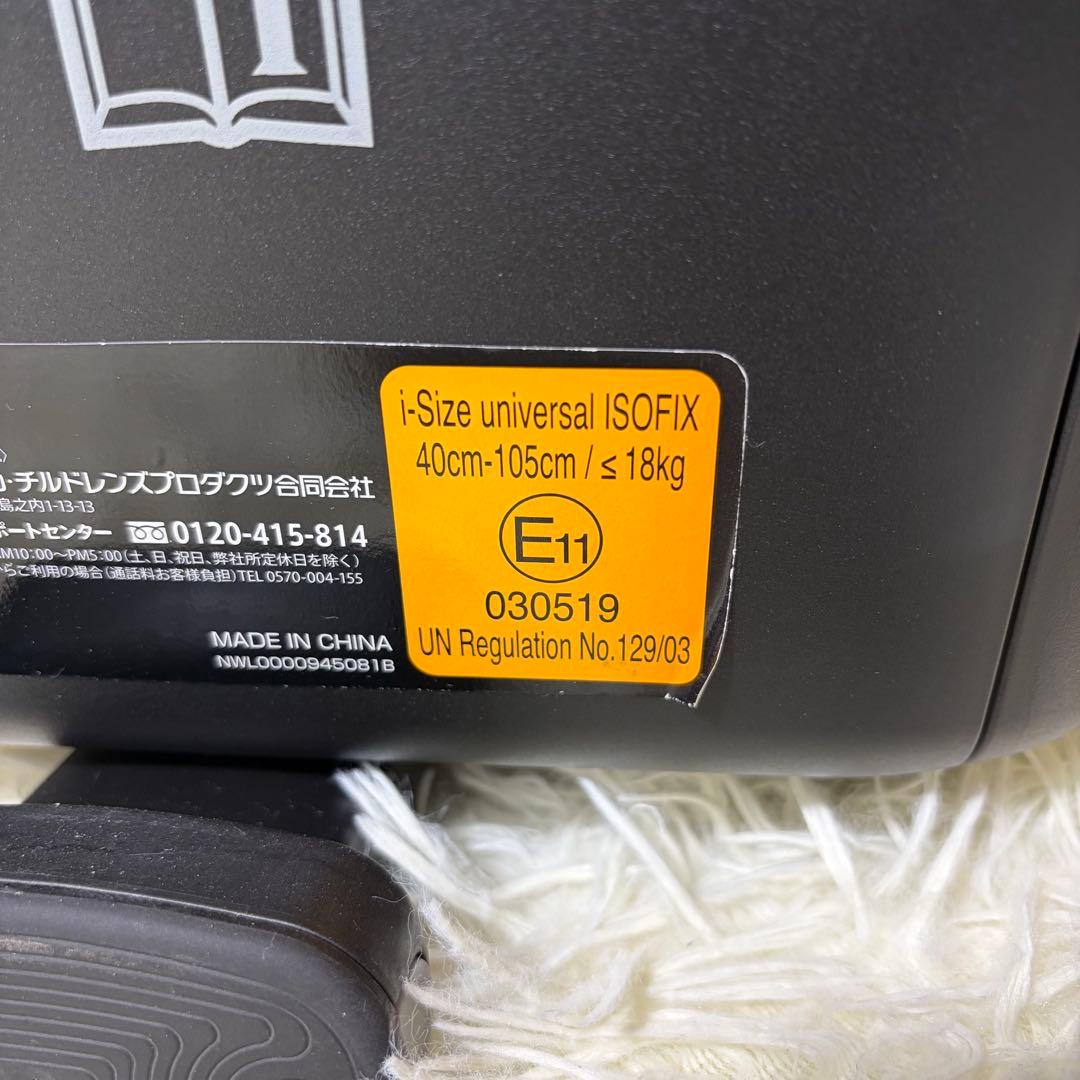 i-Size universal ISOFIX
40cm-105cm / ≤ 18kg
E11
030519
UN Regulation No.129/03
・チルドレンズプロダクツ合同会社
島之内1-13-13
ポートセンター 0120-415-814
AM10:00〜PM5:00(土、日、祝日、弊社所定休日を除く)
からご利用の場合(通話料お客様負担)TEL 0570-004-155
MADE IN CHINA
NWL0000945081B